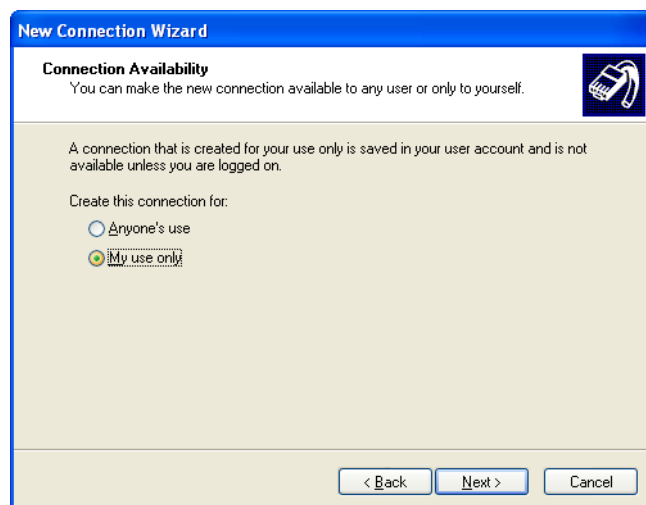 New Connection Wizard
Connection Availability
You can make the new connection available to any user or only to yourself.
A connection that is created for your use only is saved in your user account and is not
available unless you are logged on.
Create this connection for:
Anyone's use
My use only
< Back
Next >
Cancel